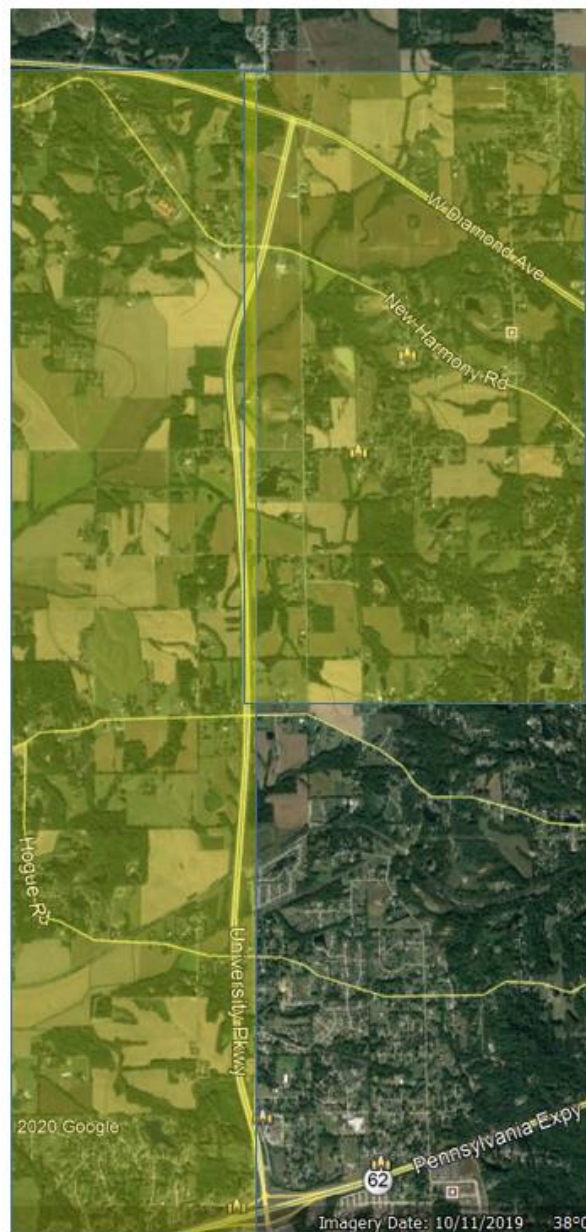 W Diamond Ave
New Harmony Rd
Hogue Rd
University Pkwy
2020 Google
Pennsylvania Expy
62
Imagery Date: 10/11/2019